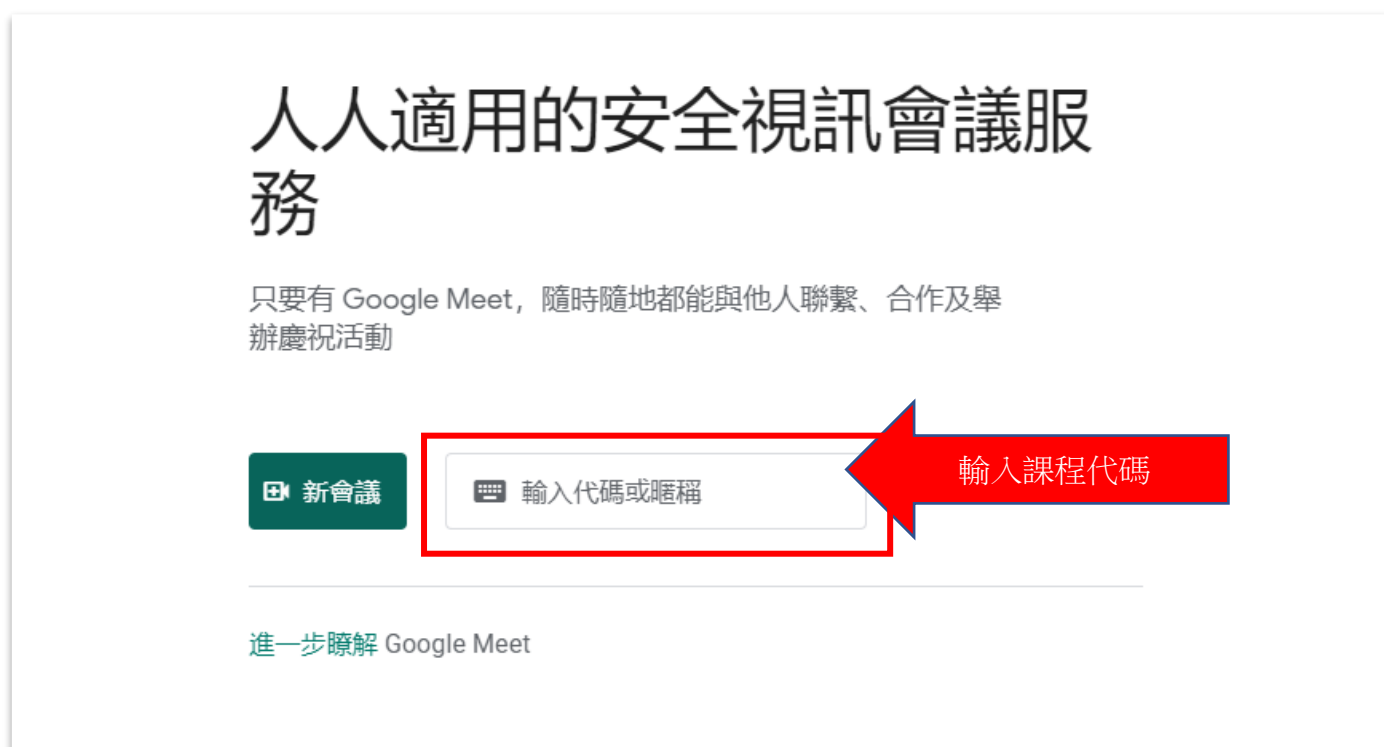 人人適用的安全視訊會議服
務
只要有 Google Meet，隨時隨地都能與他人聯繫、合作及舉
辦慶祝活動
新會議
輸入代碼或暱稱
輸入課程代碼
進一步瞭解 Google Meet